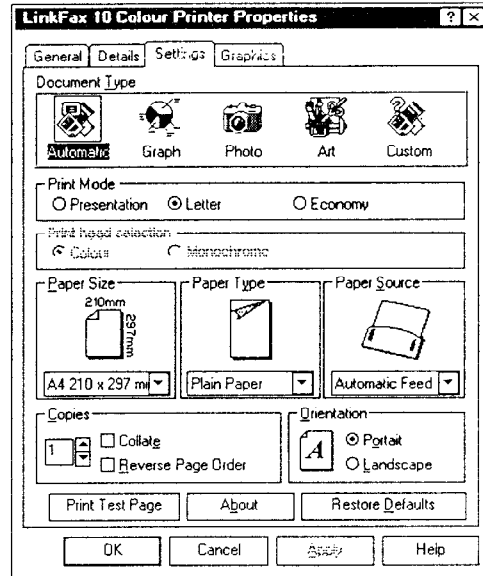 LinkFax 10 Colour Printer Properties ? ×
General Details Settings Graphics
Document Type
Automatic Graph Photo Art Custom
Print Mode
Presentation Letter Economy
Print head selection
Colour Monochrome
Paper Size Paper Type Paper Source
210mm
297mm
A4 210 x 297 mi Plain Paper Automatic Feed
Copies Orientation
1 Collate A Portait
Reverse Page Order Landscape
Print Test Page About Restore Defaults
OK Cancel Apply Help